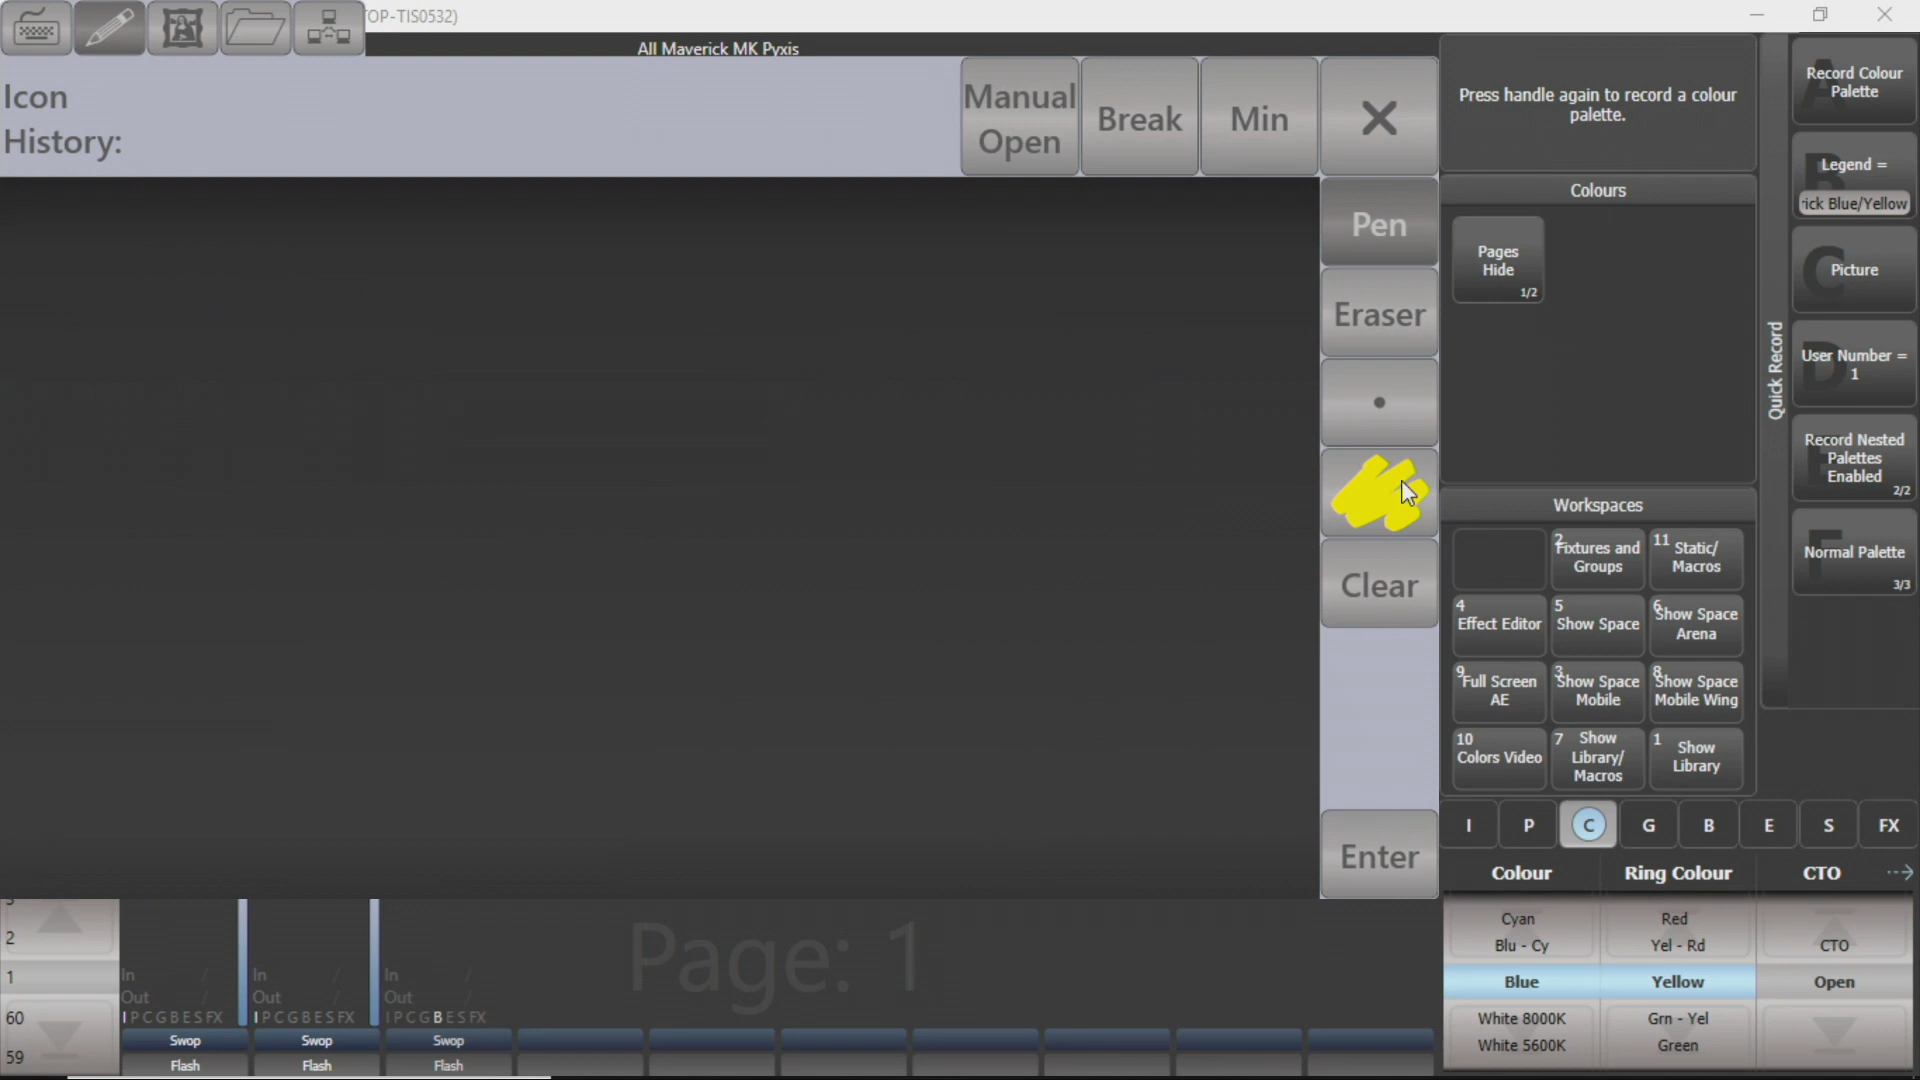 TOP-TIS0532)
All Maverick MK Pyxis
Icon
History:
Manual
Open
Break
Min
Pen
Eraser
Clear
Enter
Press handle again to record a colour
palette.
Colours
Pages
Hide
1/2
Workspaces
2
Fixtures and
Groups
11
Static/
Macros
4
Effect Editor
5
Show Space
6
Show Space
Arena
9
Full Screen
AE
3
Show Space
Mobile
8
Show Space
Mobile Wing
10
Colors Video
7
Show
Library/
Macros
1
Show
Library
Quick Record
A
Record Colour
Palette
B
Legend =
rick Blue/Yellow
C
Picture
D
User Number =
1
E
Record Nested
Palettes
Enabled
2/2
F
Normal Palette
3/3
I
P
C
G
B
E
S
FX
Colour
Ring Colour
CTO
Cyan
Red
Blu - Cy
Yel - Rd
CTO
Blue
Yellow
Open
White 8000K
Grn - Yel
White 5600K
Green
3
2
1
60
59
In /
Out /
IPCGBESFX
Swop
Flash
In /
Out /
IPCGBESFX
Swop
Flash
In /
Out /
IPCGBESFX
Swop
Flash
Page: 1